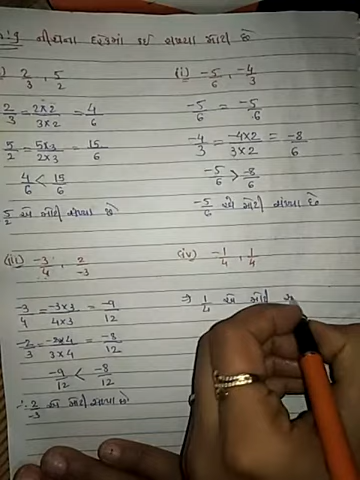 નીચેના દરેકમાં કઈ સંખ્યા મોટી છે
2/3 , 5/2
2/3 = 2×2/3×2 = 4/6
5/2 = 5×3/2×3 = 15/6
4/6 < 15/6
5/2 એ મોટી સંખ્યા છે
(ii) -5/6 , -4/3
-5/6 = -5/6
-4/3 = -4×2/3×2 = -8/6
-5/6 > -8/6
-5/6 એ મોટી સંખ્યા છે
(iii) -3/4 , 2/-3
-3/4 = -3×3/4×3 = -9/12
-2/3 = -2×4/3×4 = -8/12
-9/12 < -8/12
∴ 2/-3 એ મોટી સંખ્યા છે
(iv) -1/4 , 1/4
⇒ 1/4 એ મોટી